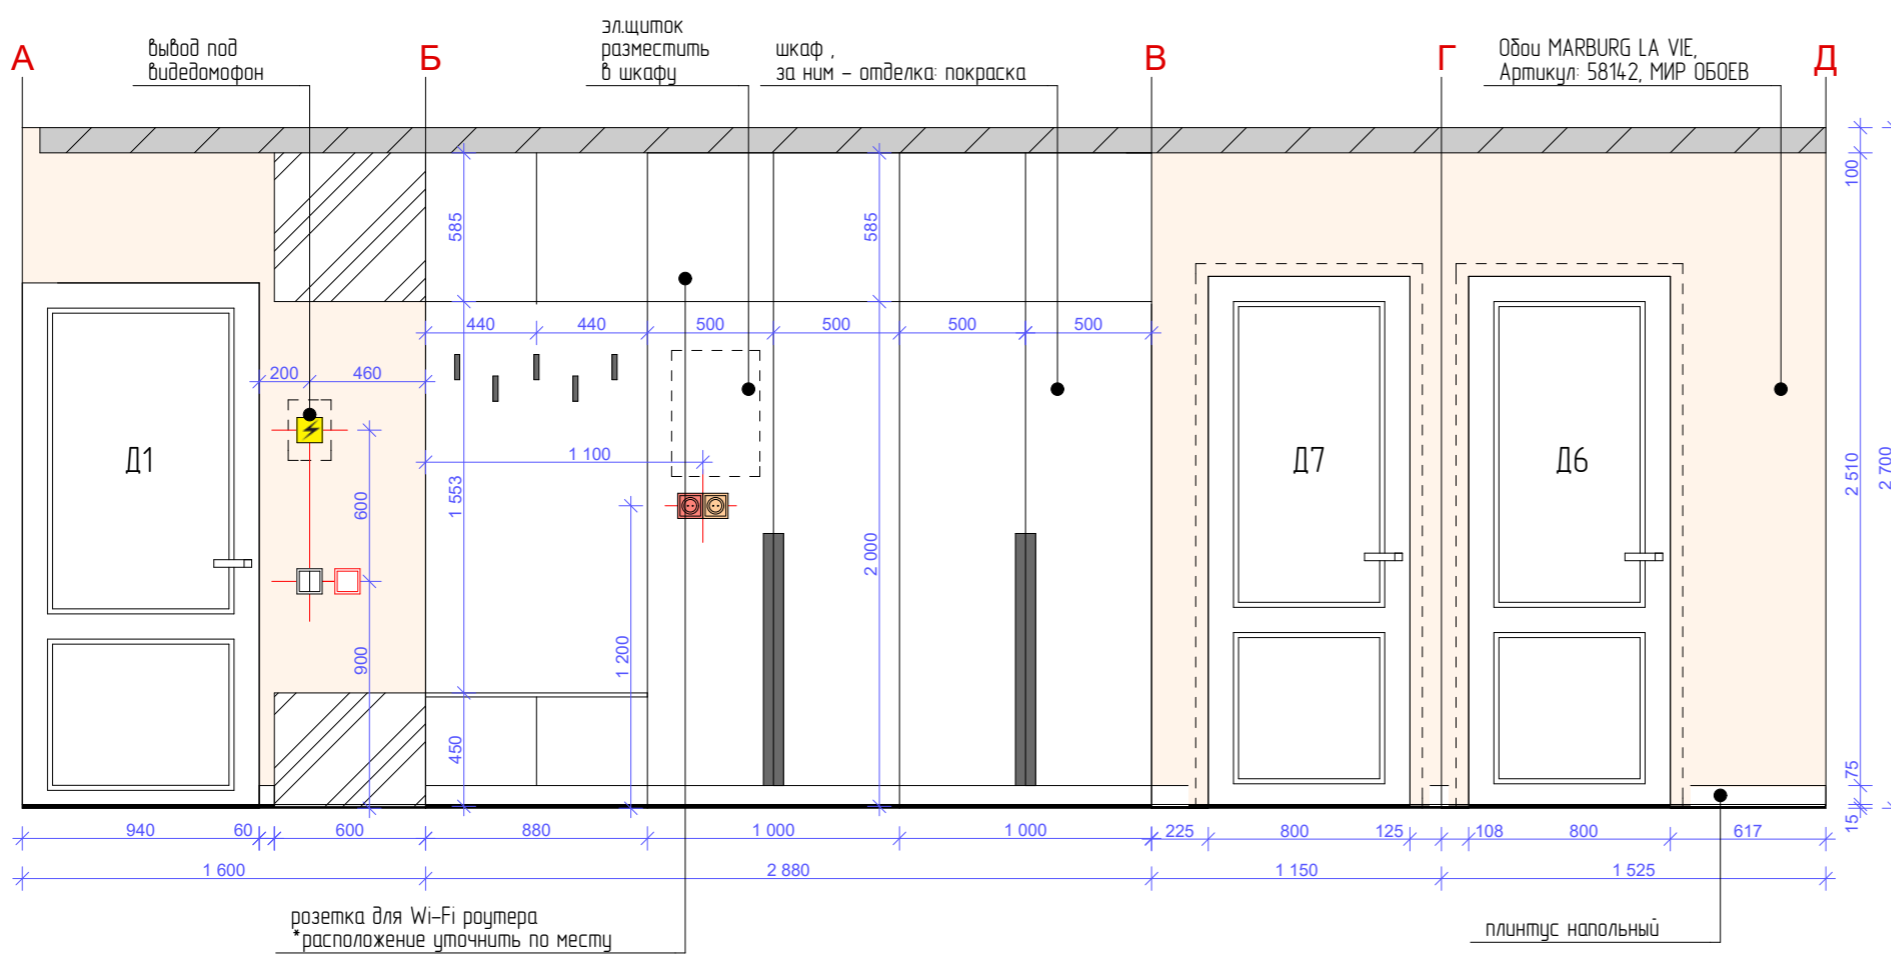 А
Б
В
Г
Д
вывод под
видедомофон
эл.щиток
разместить
в шкафу
шкаф ,
за ним - отделка: покраска
Обои MARBURG LA VIE,
Артикул: 58142, МИР ОБОЕВ
100
585
585
440
440
500
500
500
500
200
460
Д1
Д7
Д6
1 100
600
1 553
2 000
2 510
2 700
900
1 200
450
75
15
940
60
600
880
1 000
1 000
225
800
125
108
800
617
1 600
2 880
1 150
1 525
розетка для Wi-Fi роутера
*расположение уточнить по месту
плинтус напольный